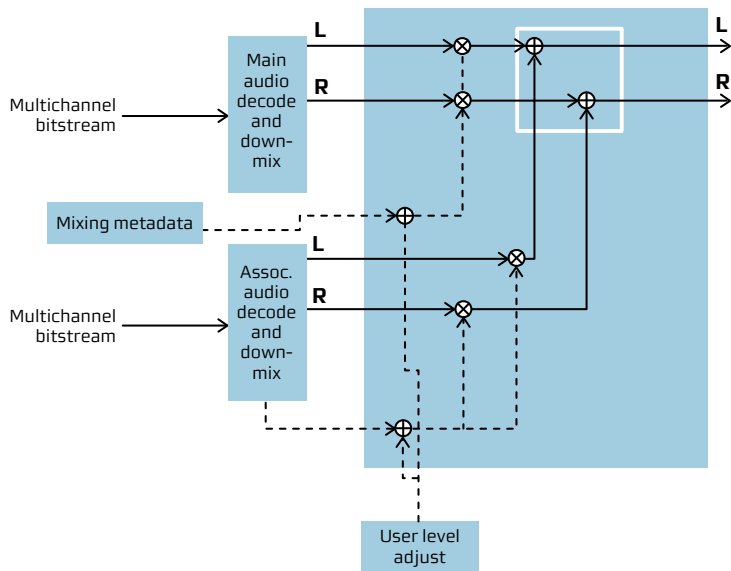 L
L
Main
audio
decode
and
down-
mix
R
R
Multichannel
bitstream
Mixing metadata
L
Assoc.
audio
decode
and
down-
mix
R
Multichannel
bitstream
User level
adjust